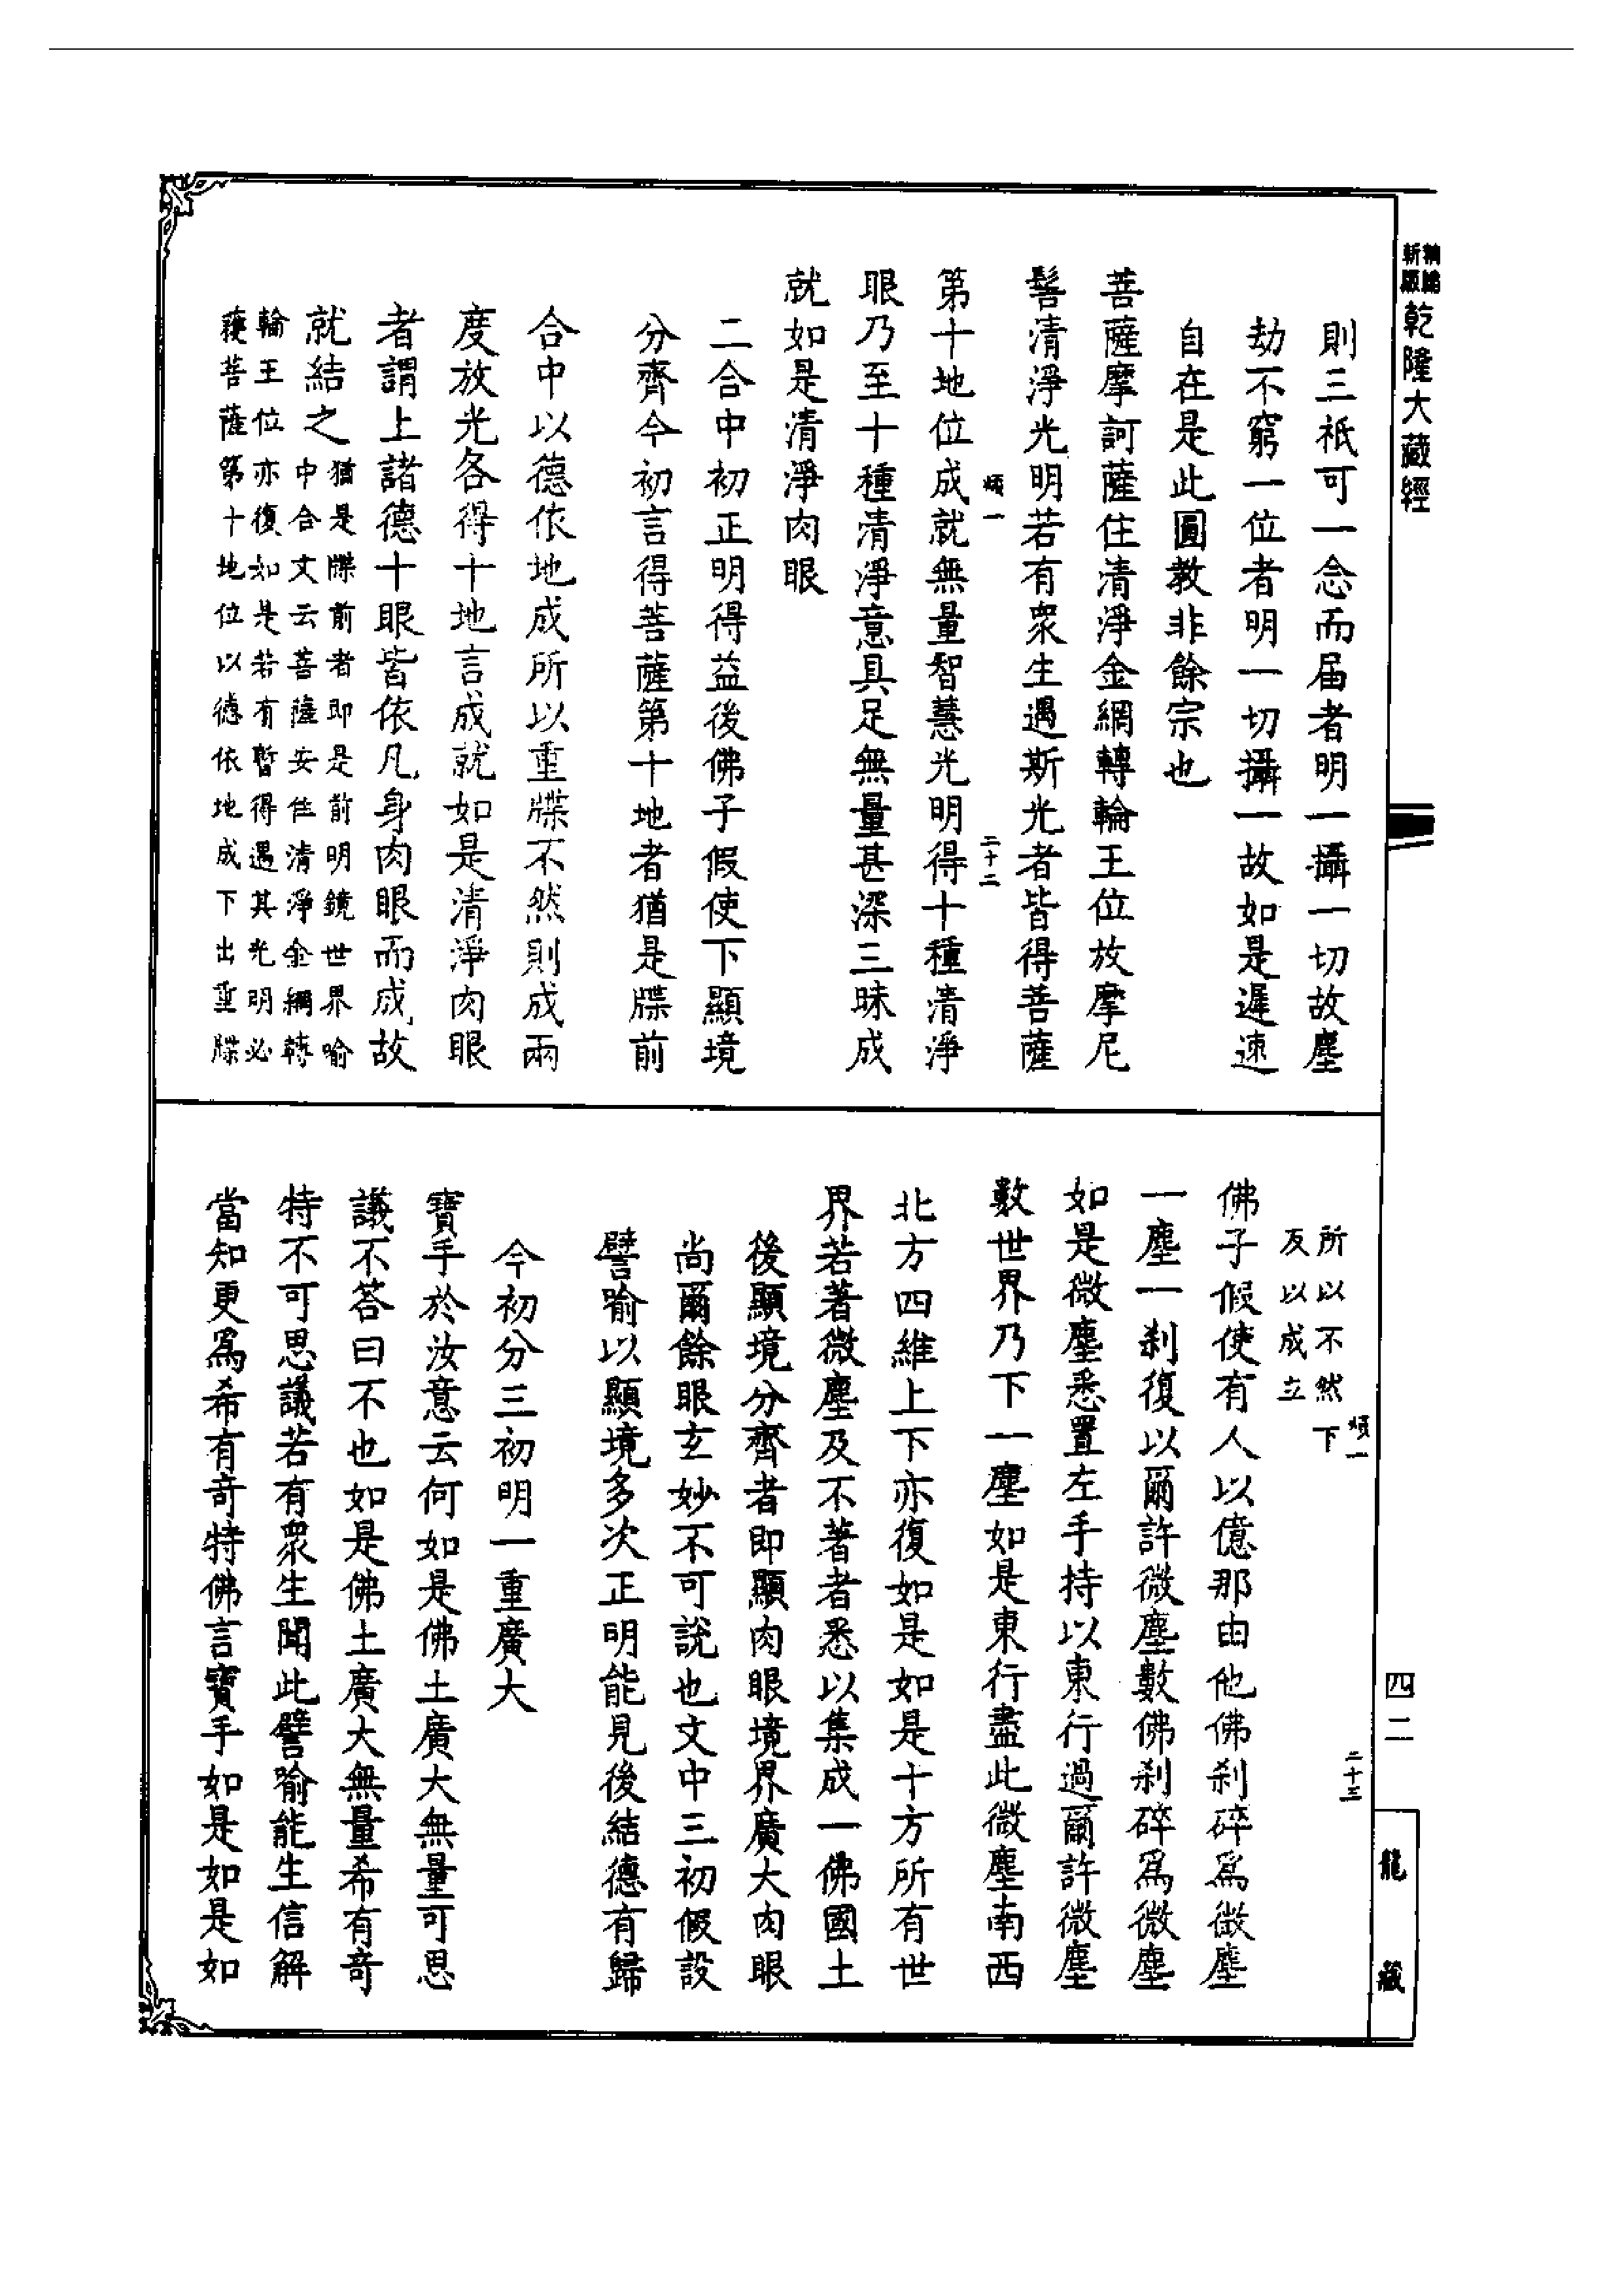 精編
新版
乾隆大藏經
則三祇可一念而届者明一攝一切故塵
劫不窮一位者明一切攝一故如是遲速
自在是此圓教非餘宗也
菩薩摩訶薩住清淨金網轉輪王位放摩尼
髻清淨光明若有眾生遇斯光者皆得菩薩
煩一
二十二
第十地位成就無量智慧光明得十種清淨
眼乃至十種清淨意具足無量甚深三昧成
就如是清淨肉眼
二合中初正明得益後佛子假使下顯境
分齊今初言得菩薩第十地者猶是牒前
合中以德依地成所以重牒不然則成兩
度放光各得十地言成就如是清淨肉眼
者謂上諸德十眼皆依凡身肉眼而成故
就結之
猶是牒前者即是前明鏡世界喻
中合文云菩薩安住清淨金網轉
輪王位亦復如是若有暫得遇其光明必
獲菩薩第十地位以德依地成下出重牒
煩一
二十三
所以不然下
反以成立
佛子假使有人以億那由他佛剎碎為微塵
一塵一剎復以爾許微塵數佛剎碎為微塵
如是微塵悉置左手持以東行過爾許微塵
數世界乃下一塵如是東行盡此微塵南西
北方四維上下亦復如是如是十方所有世
界若著微塵及不著者悉以集成一佛國土
後顯境分齊者即顯肉眼境界廣大肉眼
尚爾餘眼玄妙不可說也文中三初假設
譬喻以顯境多次正明能見後結德有歸
今初分三初明一重廣大
寶手於汝意云何如是佛土廣大無量可思
議不答曰不也如是佛土廣大無量希有奇
特不可思議若有眾生聞此譬喻能生信解
當知更為希有奇特佛言寶手如是如是如
四二
龍藏